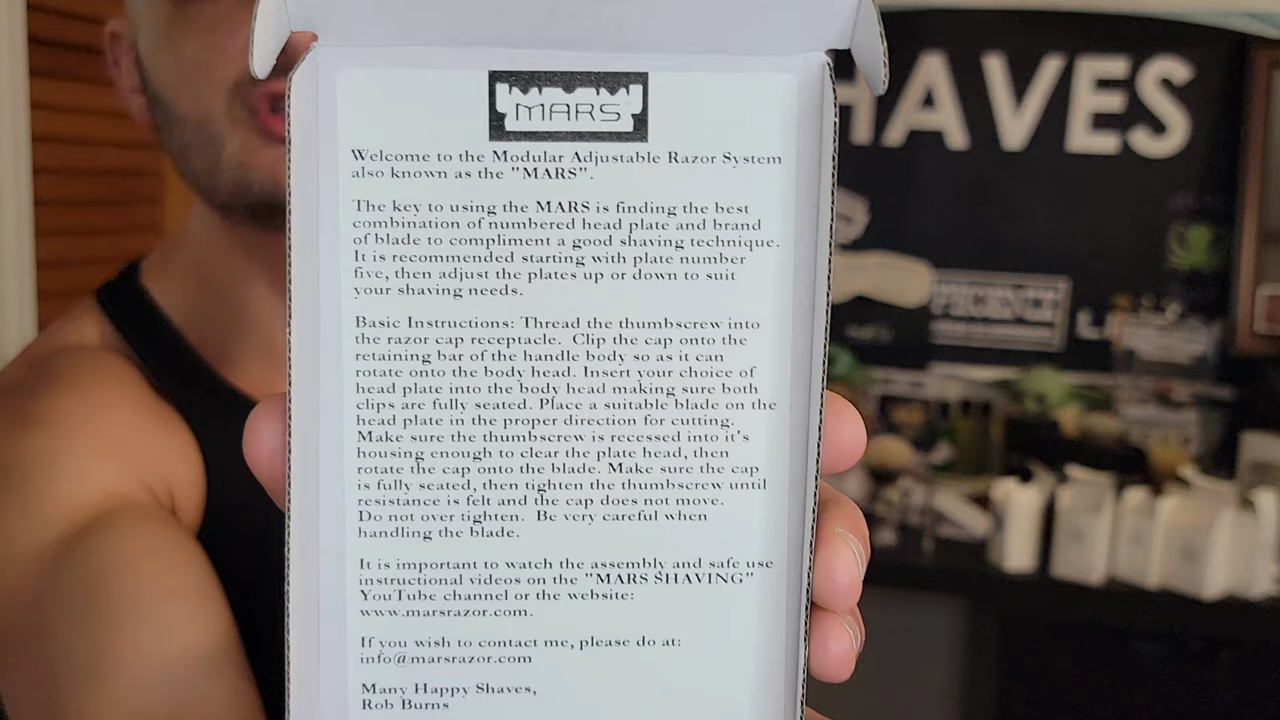 HAVES
MARS
Welcome to the Modular Adjustable Razor System
also known as the "MARS".
The key to using the MARS is finding the best
combination of numbered head plate and brand
of blade to compliment a good shaving technique.
It is recommended starting with plate number
five, then adjust the plates up or down to suit
your shaving needs.
Basic Instructions: Thread the thumbscrew into
the razor cap receptacle. Clip the cap onto the
retaining bar of the handle body so as it can
rotate onto the body head. Insert your choice of
head plate into the body head making sure both
clips are fully seated. Place a suitable blade on the
head plate in the proper direction for cutting.
Make sure the thumbscrew is recessed into it's
housing enough to clear the plate head, then
rotate the cap onto the blade. Make sure the cap
is fully seated, then tighten the thumbscrew until
resistance is felt and the cap does not move.
Do not over tighten. Be very careful when
handling the blade.
It is important to watch the assembly and safe use
instructional videos on the "MARS SHAVING"
YouTube channel or the website:
www.marsrazor.com.
If you wish to contact me, please do at:
info@marsrazor.com
Many Happy Shaves,
Rob Burns